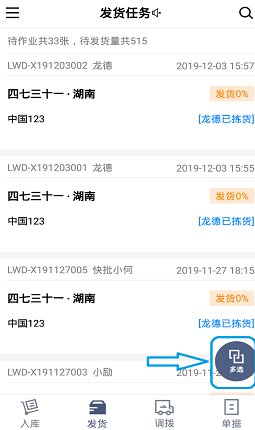 发货任务
待作业共33张，待发货量共515
LWD-X191203002 龙德 2019-12-03 15:57
四七三十一·湖南 发货0%
中国123 [龙德已拣货]
LWD-X191203001 龙德 2019-12-03 15:55
四七三十一·湖南 发货0%
中国123 [龙德已拣货]
LWD-X191127005 快批小何 2019-11-27 18:15
四七三十一·湖南 发货0%
中国123 [龙德已拣货]
多选
LWD-X191127003 小励 2019-11-2
入库 发货 调拨 单据